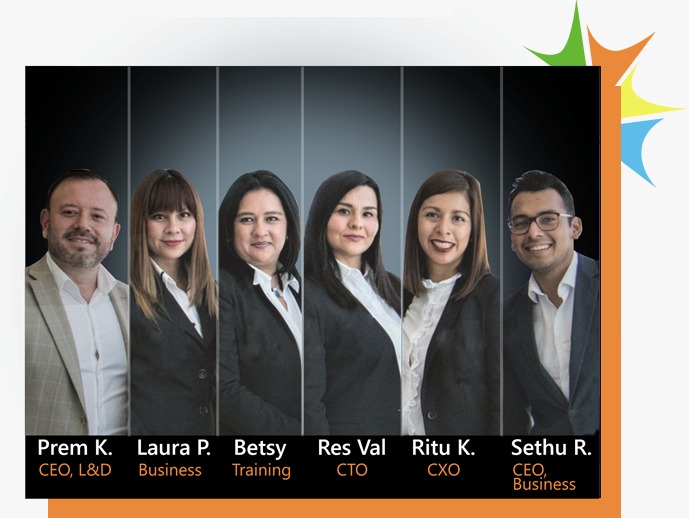 Prem K. Laura P. Betsy Res Val Ritu K. Sethu R.
CEO, L&D Business Training CTO CXO CEO,
Business